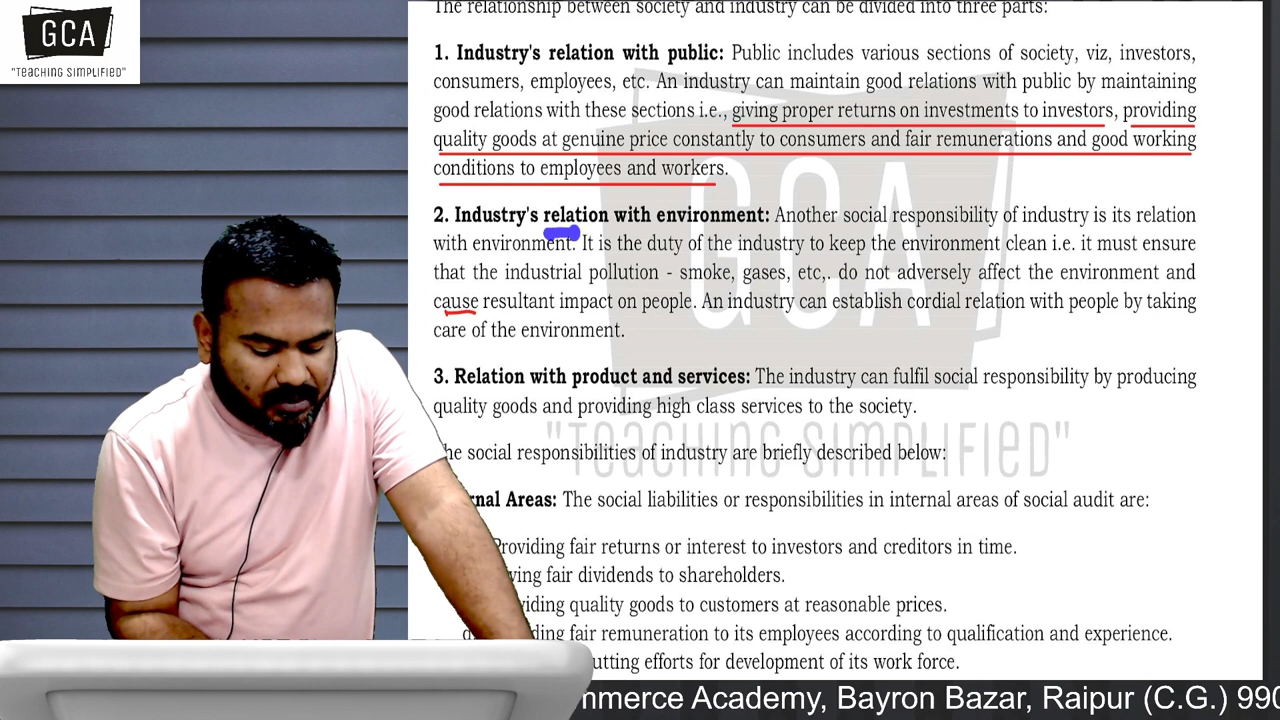 GCA
"TEACHING SIMPLIFIED"
The relationship between society and industry can be divided into three parts:
1. Industry's relation with public: Public includes various sections of society, viz, investors,
consumers, employees, etc. An industry can maintain good relations with public by maintaining
good relations with these sections i.e., giving proper returns on investments to investors, providing
quality goods at genuine price constantly to consumers and fair remunerations and good working
conditions to employees and workers.
2. Industry's relation with environment: Another social responsibility of industry is its relation
with environment. It is the duty of the industry to keep the environment clean i.e. it must ensure
that the industrial pollution - smoke, gases, etc,. do not adversely affect the environment and
cause resultant impact on people. An industry can establish cordial relation with people by taking
care of the environment.
3. Relation with product and services: The industry can fulfil social responsibility by producing
quality goods and providing high class services to the society.
he social responsibilities of industry are briefly described below:
rnal Areas: The social liabilities or responsibilities in internal areas of social audit are:
Providing fair returns or interest to investors and creditors in time.
fair dividends to shareholders.
viding quality goods to customers at reasonable prices.
fair remuneration to its employees according to qualification and experience.
utting efforts for development of its work force.
GCA
"TEACHING SIMPLIFIED"
mmerce Academy, Bayron Bazar, Raipur (C.G.) 990